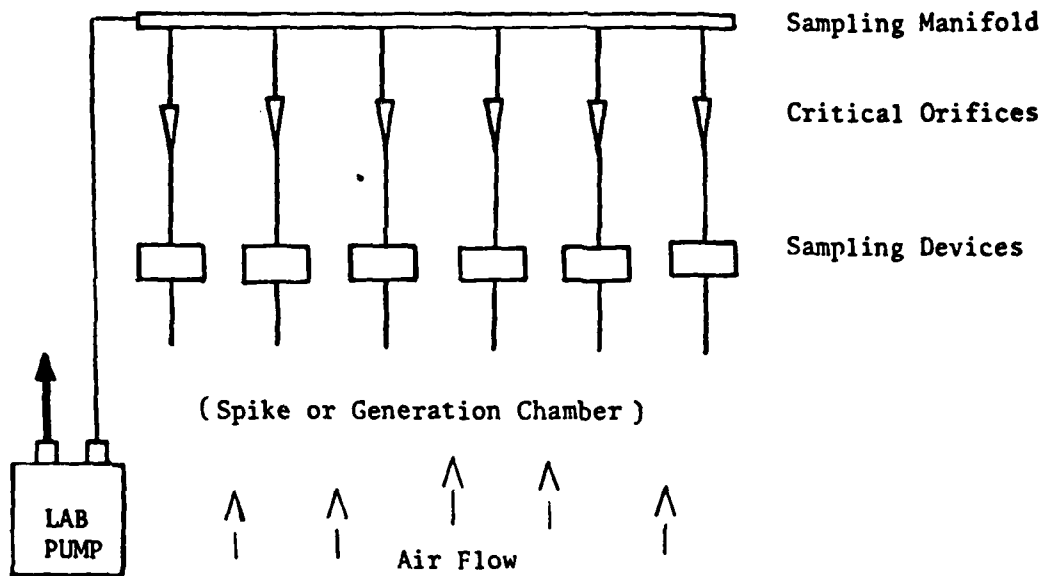 Sampling Manifold
Critical Orifices
Sampling Devices
( Spike or Generation Chamber )
LAB
PUMP
Air Flow